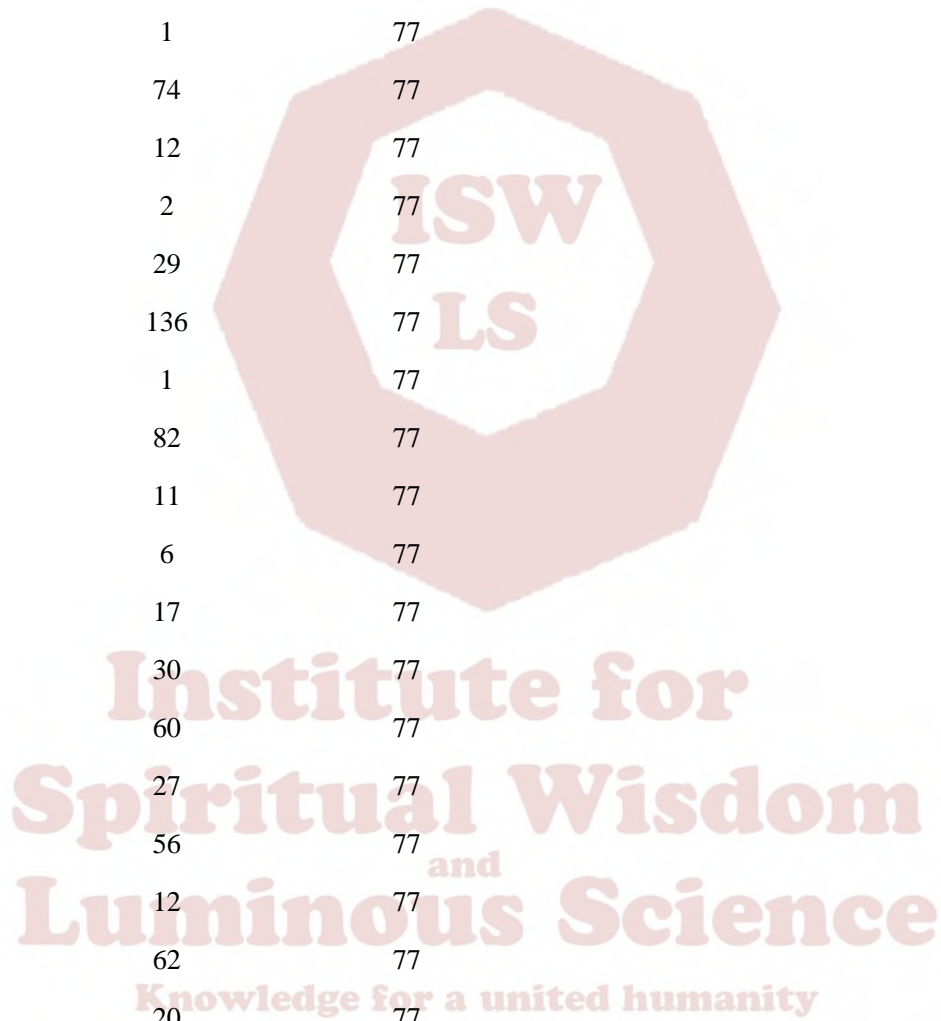 1 77
74 77
12 77
2 77
ISW
29 77
136 77
LS
1 77
82 77
11 77
6 77
17 77
30 77
Institute for
60 77
27 77
Spiritual Wisdom
56 77
and
12 77
Luminous Science
62 77
Knowledge for a united humanity
20 77